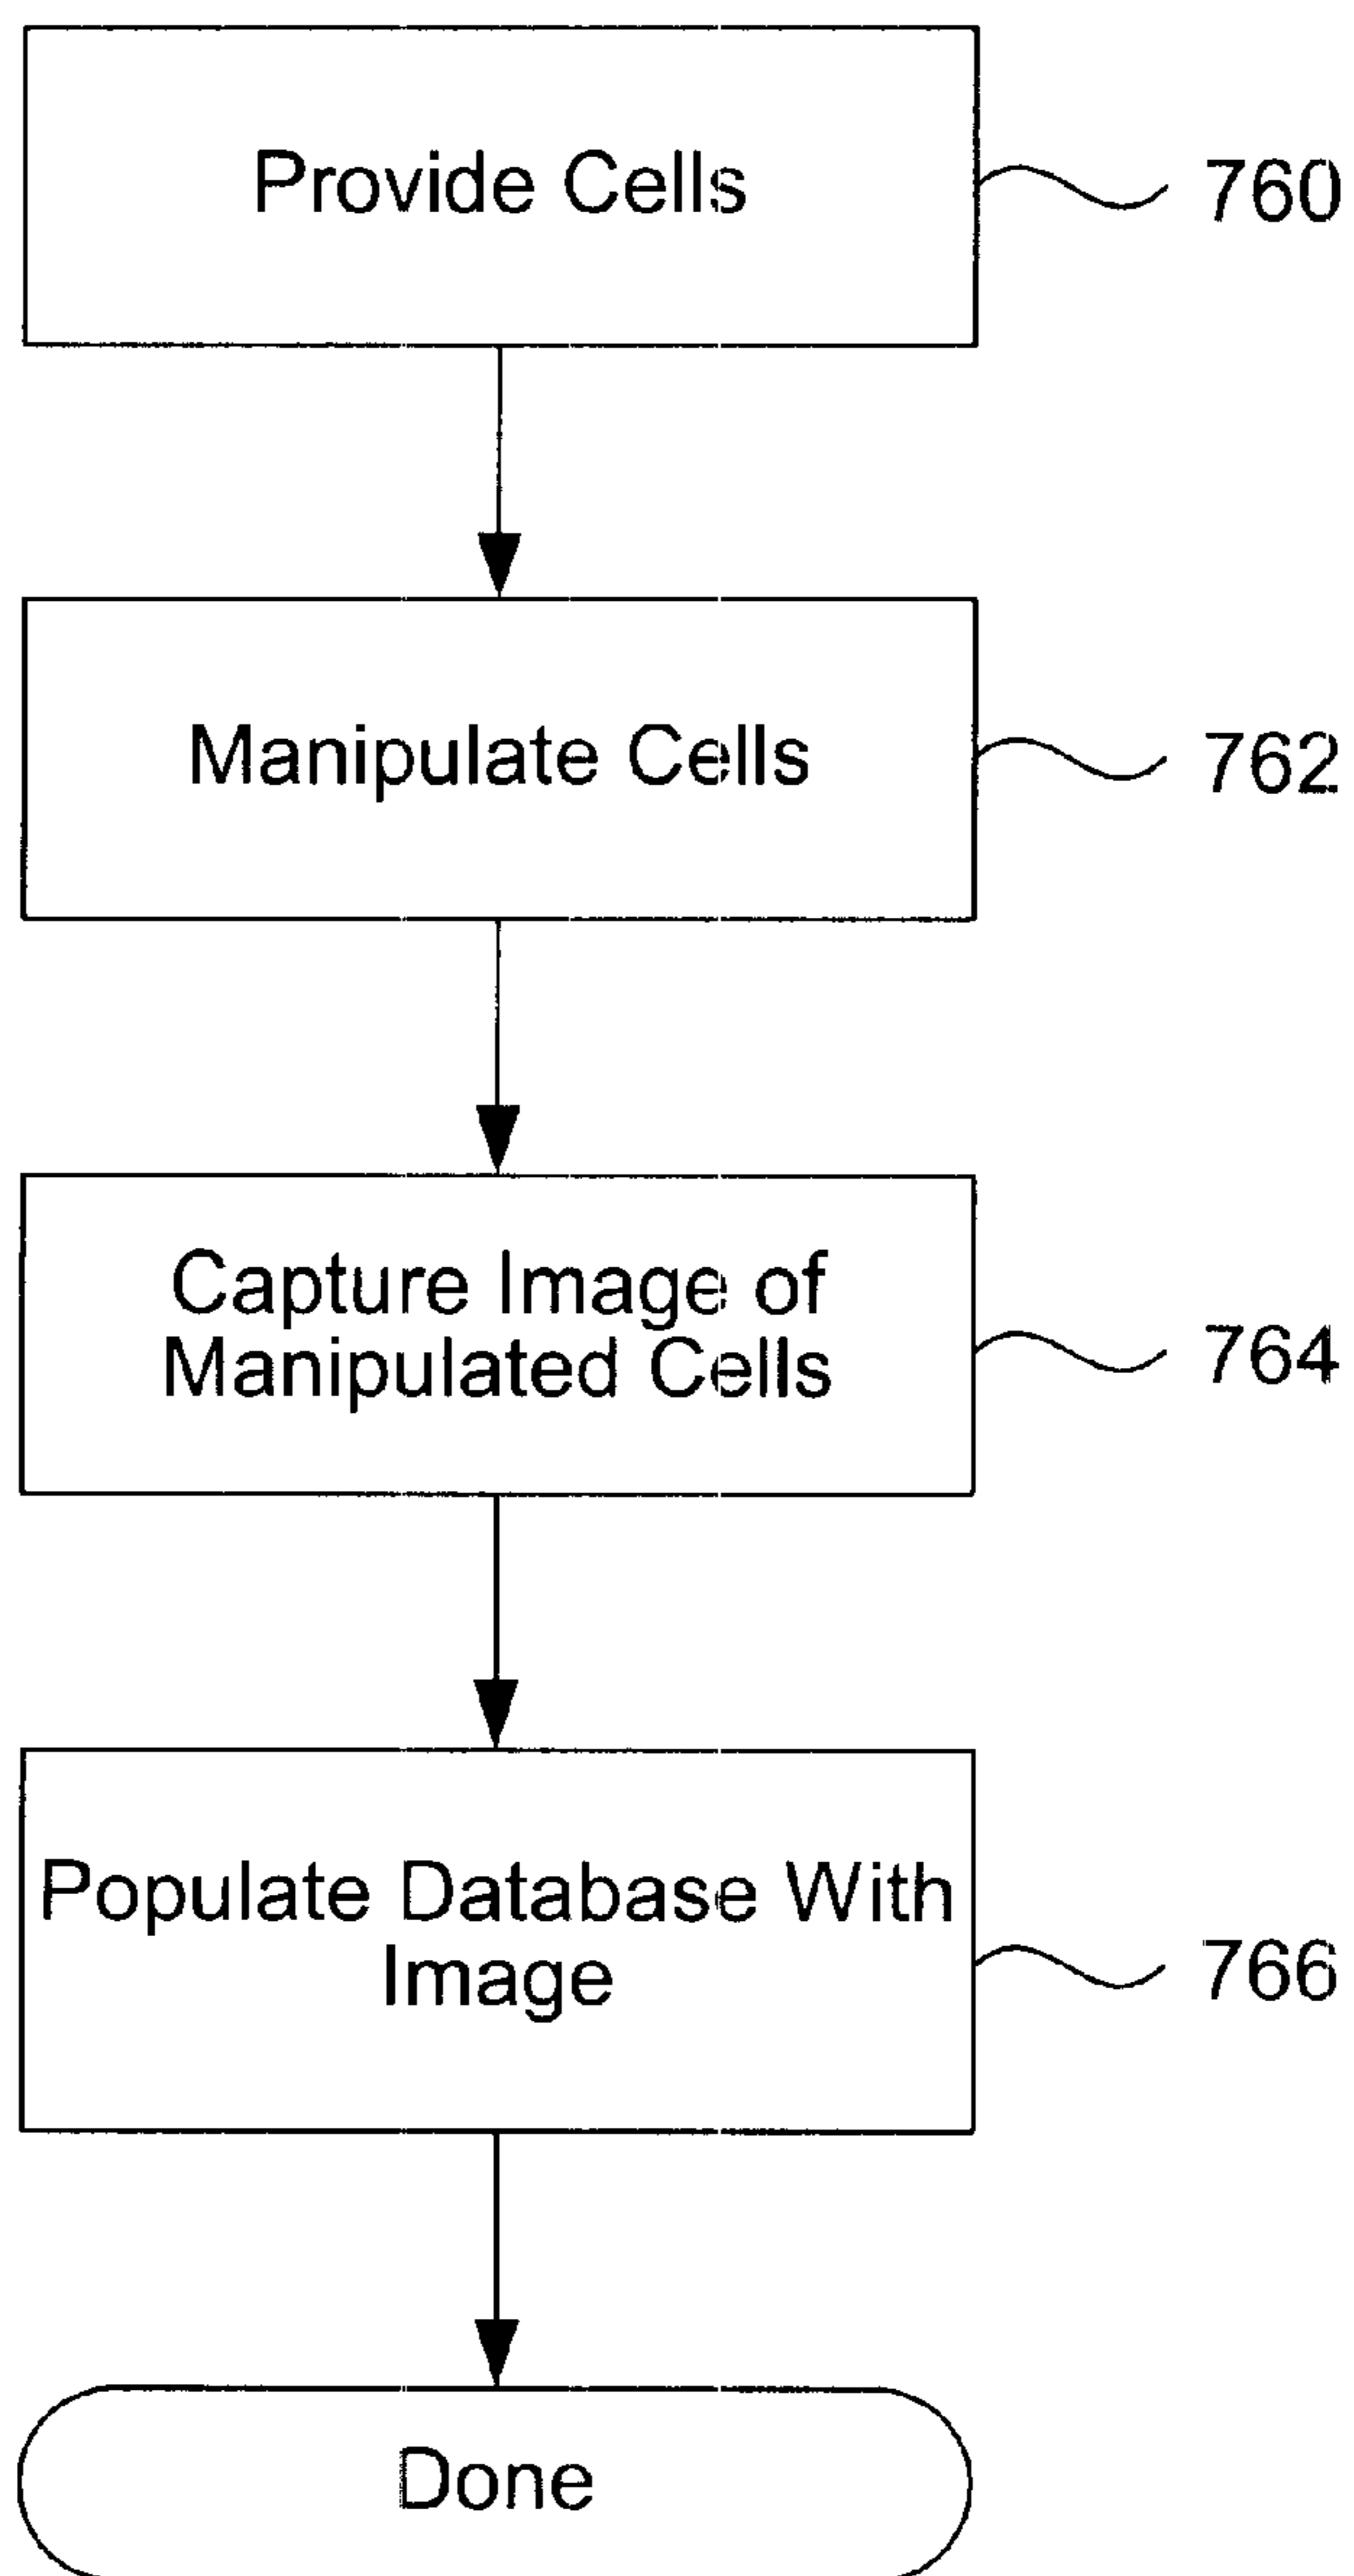 Provide Cells
760
Manipulate Cells
762
Capture Image of
Manipulated Cells
764
Populate Database With
Image
766
Done